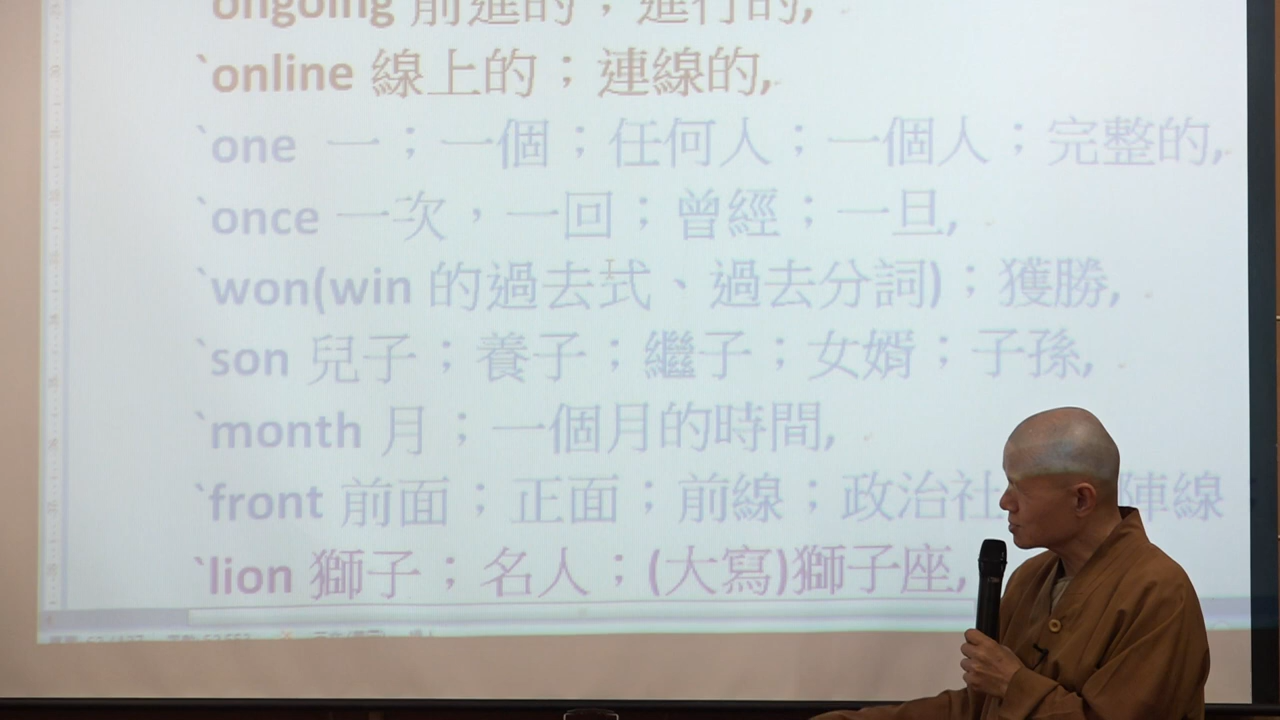 `ongoing 前進的，進行的,
`online 線上的；連線的,
`one 一；一個；任何人；一個人；完整的,
`once 一次，一回；曾經；一旦,
`won(win 的過去式、過去分詞)；獲勝,
`son 兒子；養子；繼子；女婿；子孫,
`month 月；一個月的時間,
`front 前面；正面；前線；政治社 陣線
`lion 獅子；名人；(大寫)獅子座,